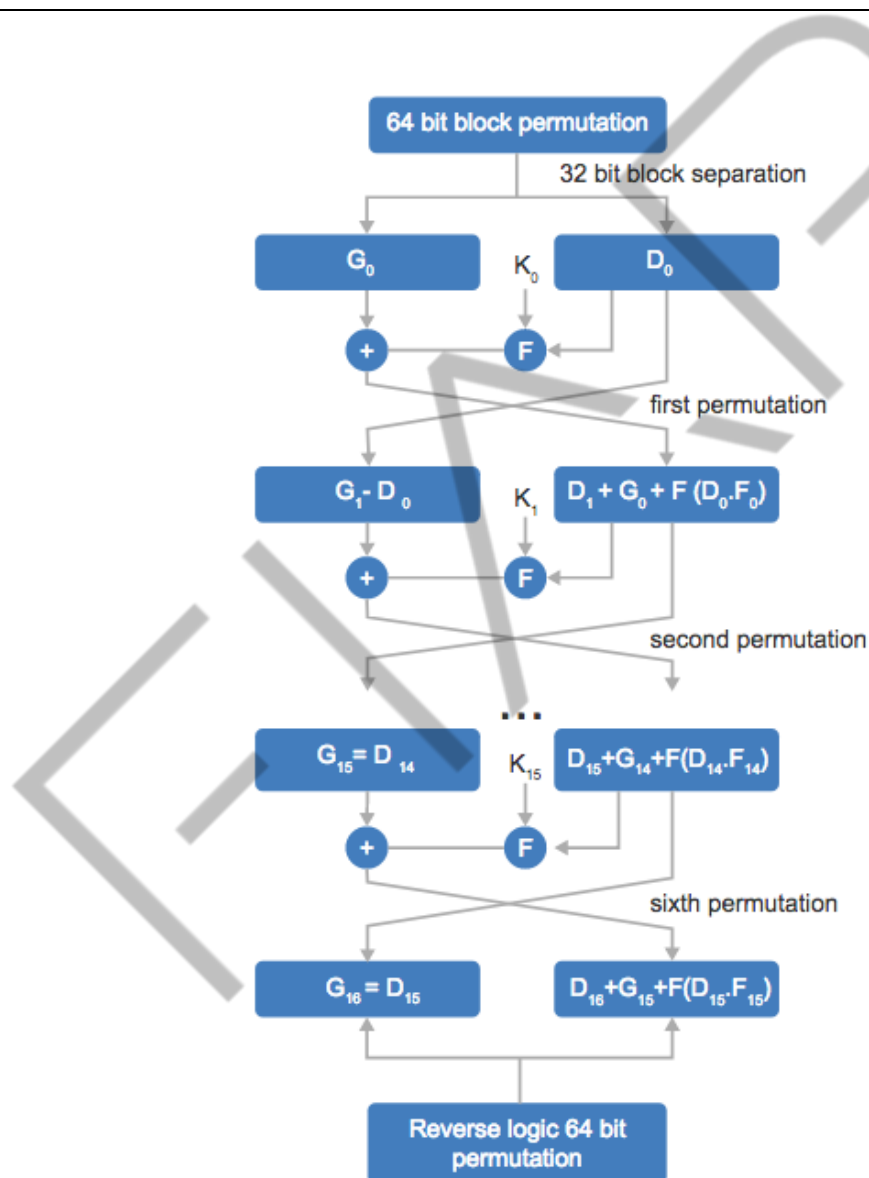 64 bit block permutation
32 bit block separation
G₀
K₀
D₀
+
F
first permutation
G₁- D ₀
K₁
D₁ + G₀ + F (D₀.F₀)
+
F
second permutation
...
G₁₅= D ₁₄
K₁₅
D₁₅+G₁₄+F(D₁₄.F₁₄)
+
F
sixth permutation
G₁₆ = D₁₅
D₁₆+G₁₅+F(D₁₅.F₁₅)
Reverse logic 64 bit
permutation